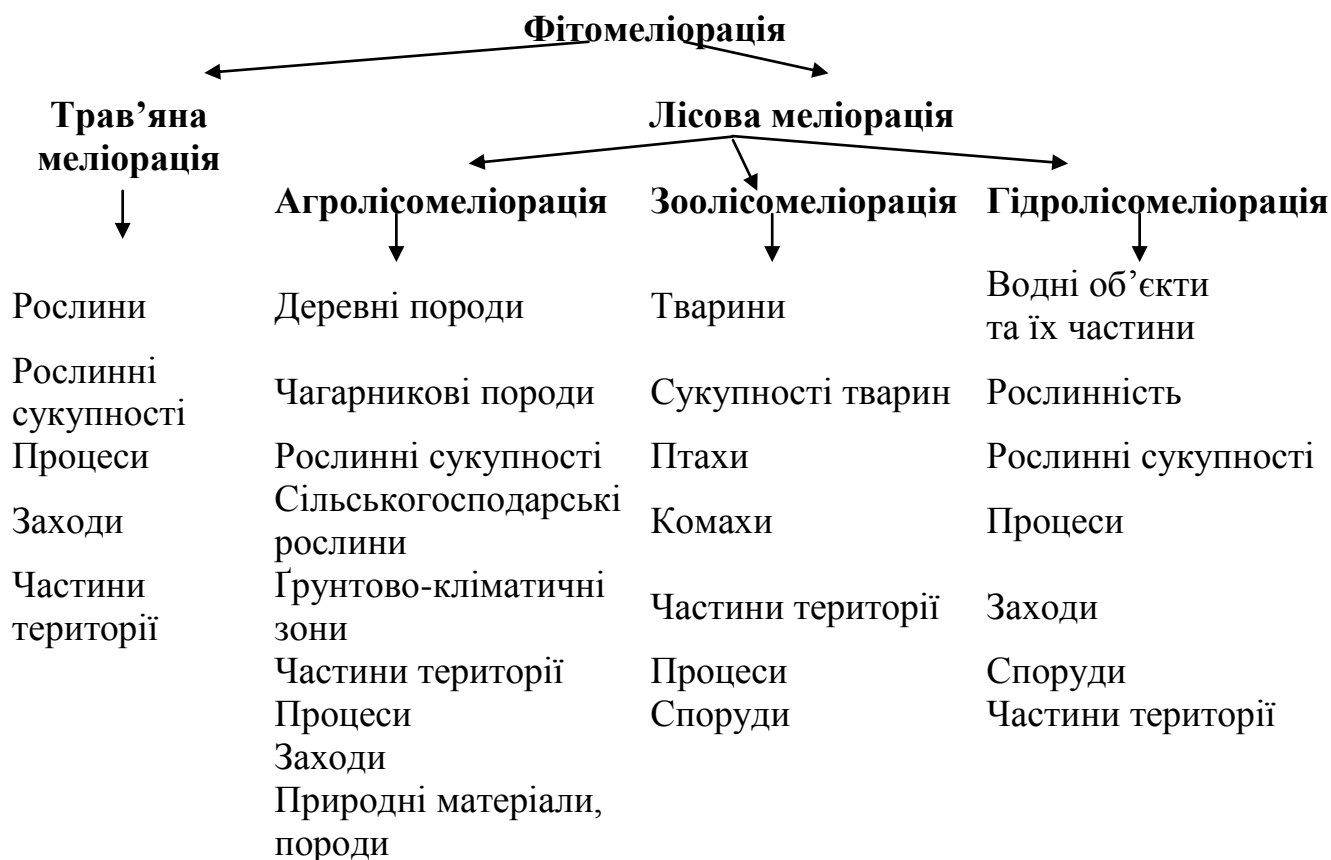 Фітомеліорація
Трав’яна
меліорація
Лісова меліорація
Агролісомеліорація
Зоолісомеліорація
Гідролісомеліорація
Рослини
Рослинні
сукупності
Процеси
Заходи
Частини
території
Деревні породи
Чагарникові породи
Рослинні сукупності
Сільськогосподарські
рослини
Ґрунтово-кліматичні
зони
Частини території
Процеси
Заходи
Природні матеріали,
породи
Тварини
Сукупності тварин
Птахи
Комахи
Частини території
Процеси
Споруди
Водні об’єкти
та їх частини
Рослинність
Рослинні сукупності
Процеси
Заходи
Споруди
Частини території